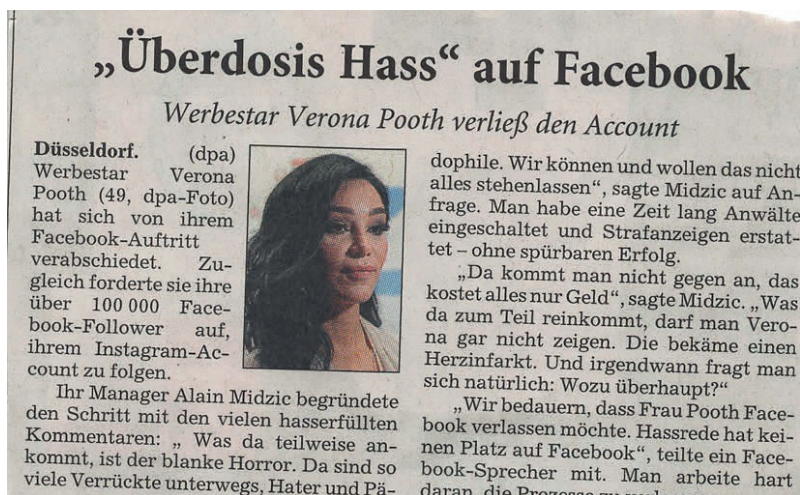 „Überdosis Hass“ auf Facebook
Werbestar Verona Pooth verließ den Account
Düsseldorf. (dpa)
Werbestar Verona
Pooth (49, dpa-Foto)
hat sich von ihrem
Facebook-Auftritt
verabschiedet. Zu-
gleich forderte sie ihre
über 100 000 Face-
book-Follower auf,
ihrem Instagram-Ac-
count zu folgen.
Ihr Manager Alain Midzic begründete
den Schritt mit den vielen hasserfüllten
Kommentaren: „ Was da teilweise an-
kommt, ist der blanke Horror. Da sind so
viele Verrückte unterwegs, Hater und Pä-
dophile. Wir können und wollen das nicht
alles stehenlassen“, sagte Midzic auf An-
frage. Man habe eine Zeit lang Anwälte
eingeschaltet und Strafanzeigen erstat-
tet – ohne spürbaren Erfolg.
„Da kommt man nicht gegen an, das
kostet alles nur Geld“, sagte Midzic. „Was
da zum Teil reinkommt, darf man Vero-
na gar nicht zeigen. Die bekäme einen
Herzinfarkt. Und irgendwann fragt man
sich natürlich: Wozu überhaupt?“
„Wir bedauern, dass Frau Pooth Face-
book verlassen möchte. Hassrede hat kei-
nen Platz auf Facebook“, teilte ein Face-
book-Sprecher mit. Man arbeite hart
daran, die Prozesse zu